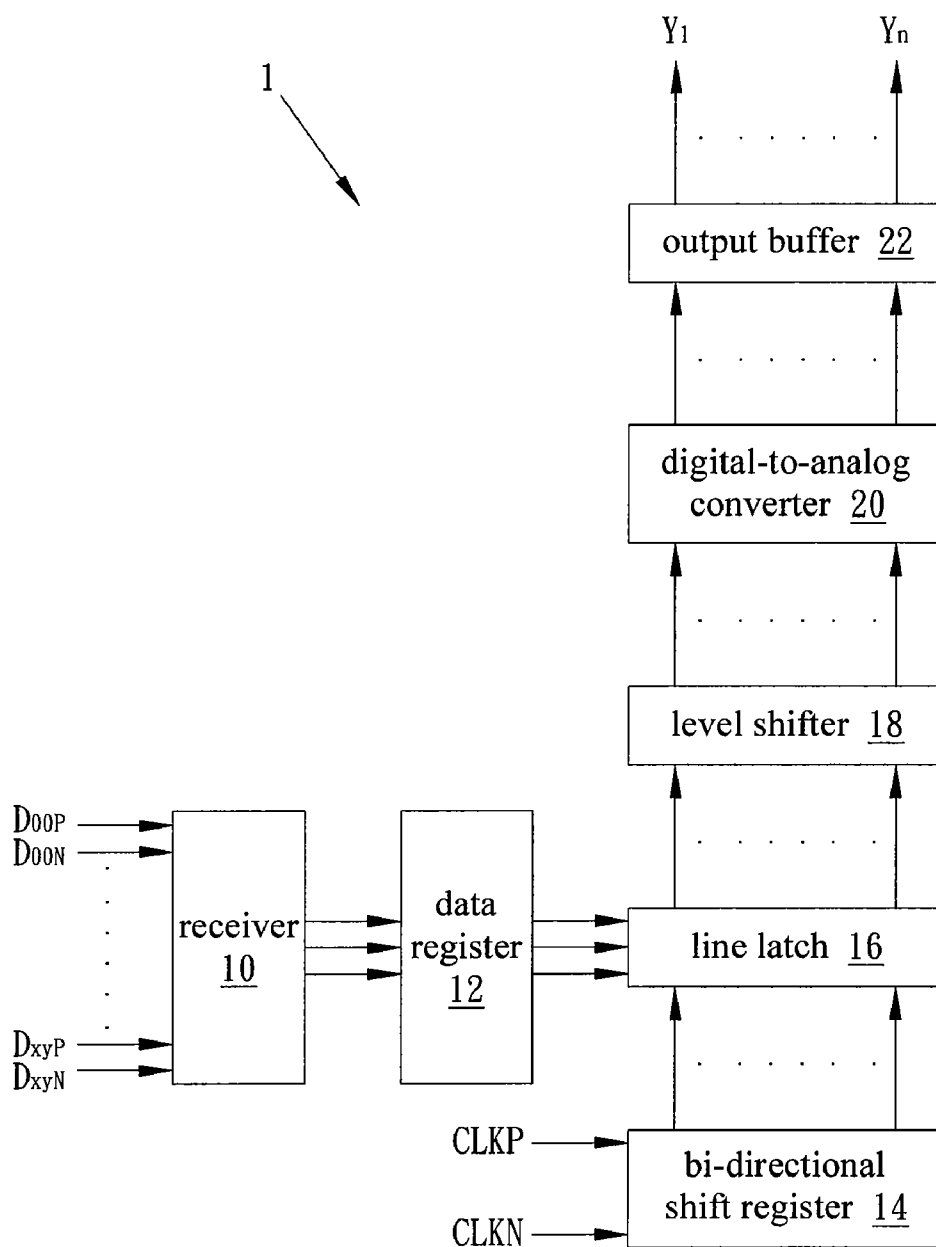 Y1 Yn
1
output buffer 22
digital-to-analog
converter 20
level shifter 18
D00P
D00N
receiver
10
data
register
12
line latch 16
DxyP
DxyN
CLKP
bi-directional
shift register 14
CLKN